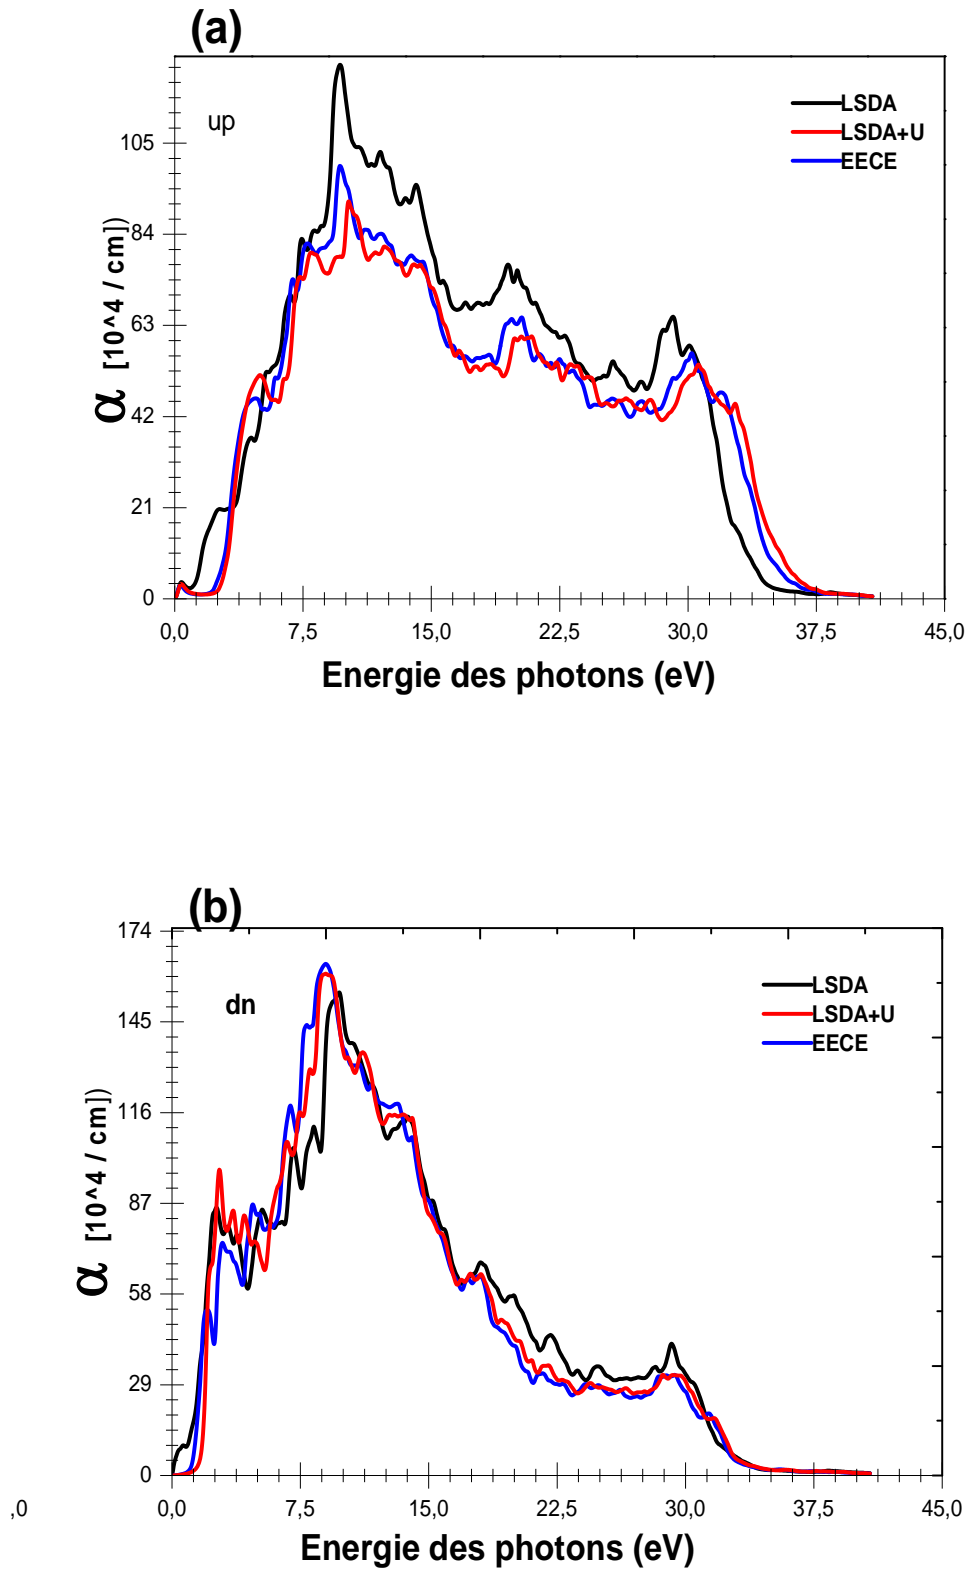 (a)
up
LSDA
LSDA+U
EECE
105
84
63
42
21
0
α [10^4 / cm])
0,0 7,5 15,0 22,5 30,0 37,5 45,0
Energie des photons (eV)
(b)
dn
LSDA
LSDA+U
EECE
174
145
116
87
58
29
0
α [10^4 / cm])
,0 0,0 7,5 15,0 22,5 30,0 37,5 45,0
Energie des photons (eV)